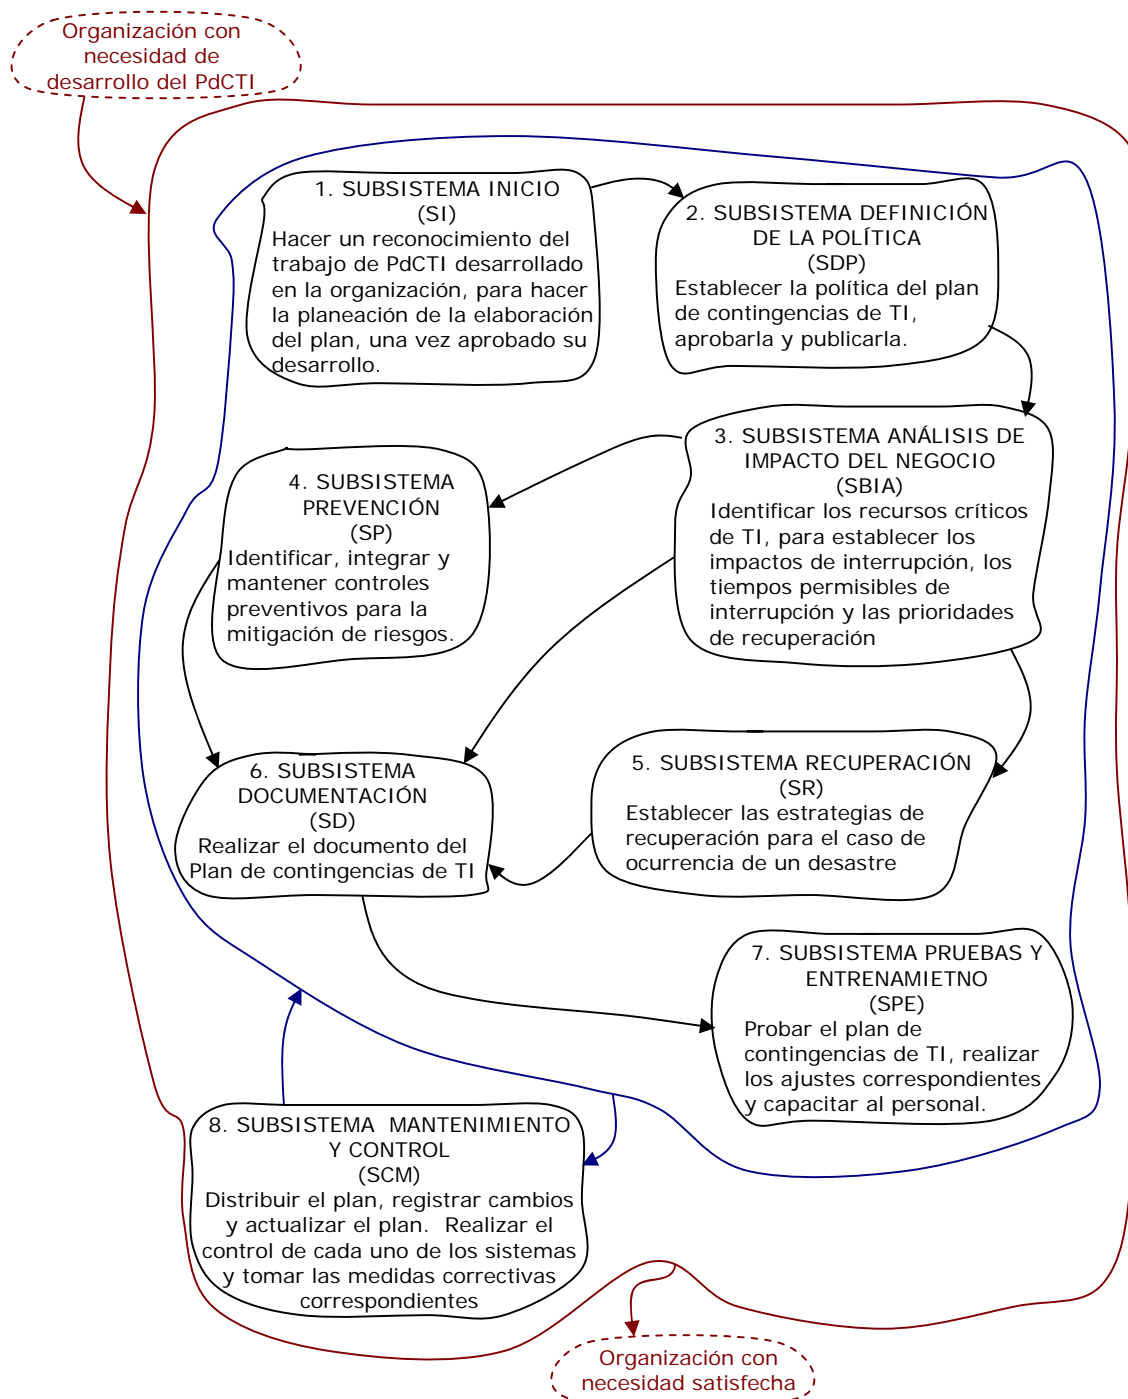 Organización con
necesidad de
desarrollo del PdCTI
1. SUBSISTEMA INICIO
(SI)
Hacer un reconocimiento del
trabajo de PdCTI desarrollado
en la organización, para hacer
la planeación de la elaboración
del plan, una vez aprobado su
desarrollo.
2. SUBSISTEMA DEFINICIÓN
DE LA POLÍTICA
(SDP)
Establecer la política del plan
de contingencias de TI,
aprobarla y publicarla.
3. SUBSISTEMA ANÁLISIS DE
IMPACTO DEL NEGOCIO
(SBIA)
Identificar los recursos críticos
de TI, para establecer los
impactos de interrupción, los
tiempos permisibles de
interrupción y las prioridades
de recuperación
4. SUBSISTEMA
PREVENCIÓN
(SP)
Identificar, integrar y
mantener controles
preventivos para la
mitigación de riesgos.
5. SUBSISTEMA RECUPERACIÓN
(SR)
Establecer las estrategias de
recuperación para el caso de
ocurrencia de un desastre
6. SUBSISTEMA
DOCUMENTACIÓN
(SD)
Realizar el documento del
Plan de contingencias de TI
7. SUBSISTEMA PRUEBAS Y
ENTRENAMIETNO
(SPE)
Probar el plan de
contingencias de TI, realizar
los ajustes correspondientes
y capacitar al personal.
8. SUBSISTEMA MANTENIMIENTO
Y CONTROL
(SCM)
Distribuir el plan, registrar cambios
y actualizar el plan. Realizar el
control de cada uno de los sistemas
y tomar las medidas correctivas
correspondientes
Organización con
necesidad satisfecha